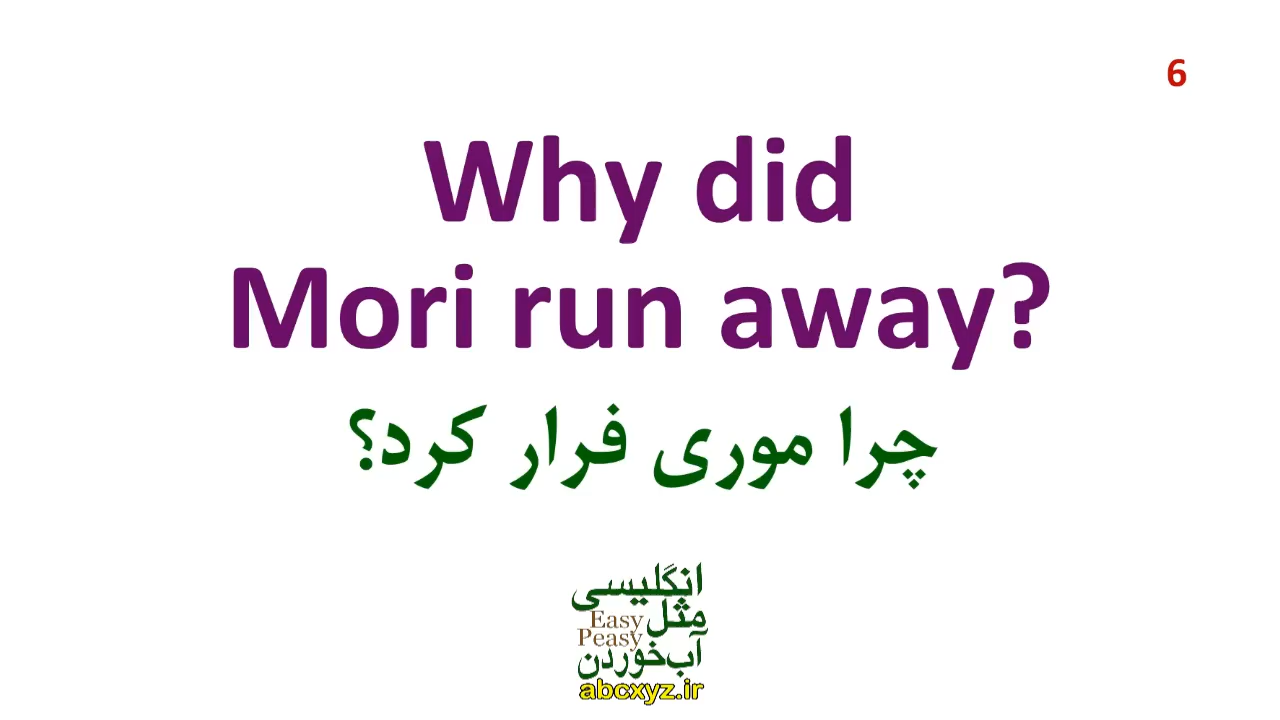 6
Why did
Mori run away?
چرا موری فرار کرد؟
انگلیسی
مثل
Easy
Peasy
آب‌خوردن
abcxyz.ir